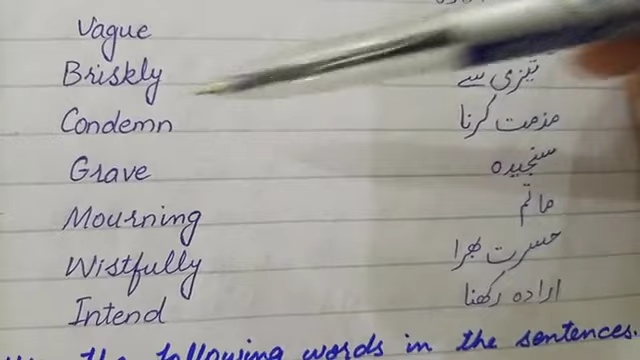 Vague
Briskly تیزی سے
Condemn مذمت کرنا
Grave سنجیدہ
Mourning ماتم
Wistfully حسرت بھرا
Intend ارادہ رکھنا
the following words in the sentences.